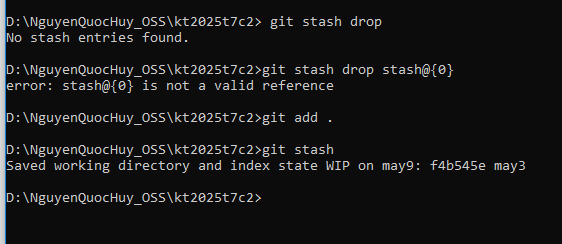 D:\NguyenQuocHuy_OSS\kt2025t7c2> git stash drop
No stash entries found.
D:\NguyenQuocHuy_OSS\kt2025t7c2>git stash drop stash@{0}
error: stash@{0} is not a valid reference
D:\NguyenQuocHuy_OSS\kt2025t7c2>git add .
D:\NguyenQuocHuy_OSS\kt2025t7c2>git stash
Saved working directory and index state WIP on may9: f4b545e may3
D:\NguyenQuocHuy_OSS\kt2025t7c2>